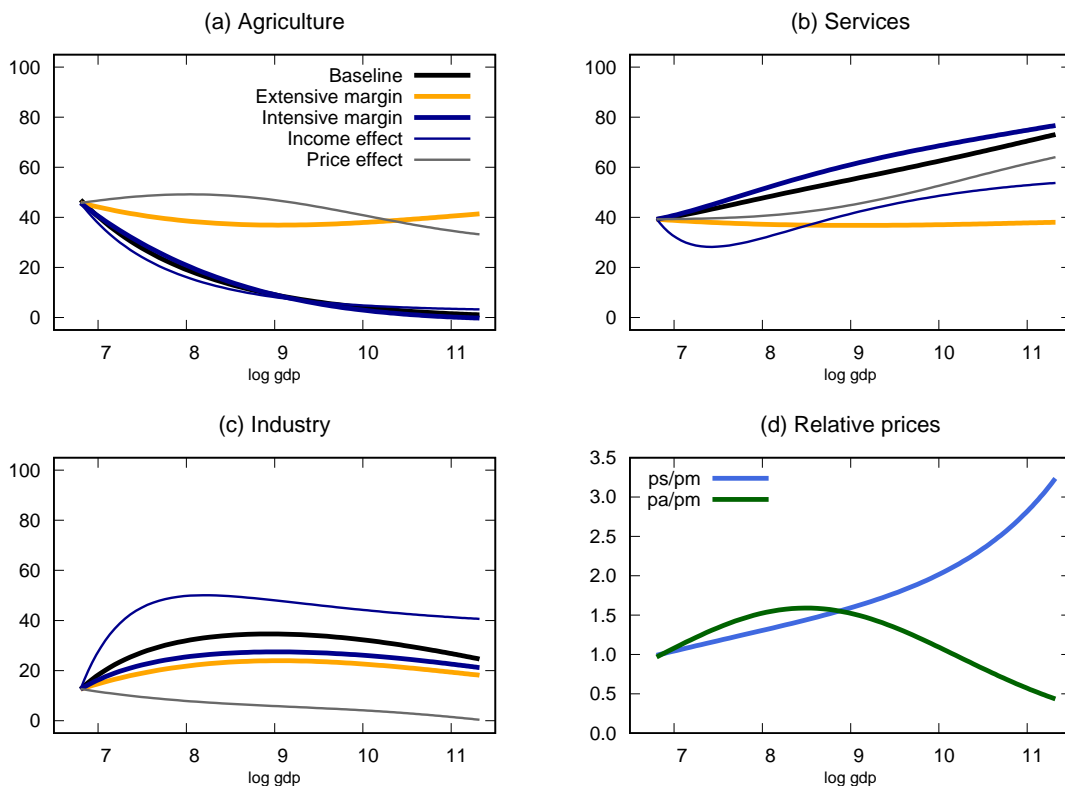 (a) Agriculture
100
80
60
40
20
0
7 8 9 10 11
log gdp
Baseline
Extensive margin
Intensive margin
Income effect
Price effect
(b) Services
100
80
60
40
20
0
7 8 9 10 11
log gdp
(c) Industry
100
80
60
40
20
0
7 8 9 10 11
log gdp
(d) Relative prices
3.5
3.0
2.5
2.0
1.5
1.0
0.5
0.0
7 8 9 10 11
log gdp
ps/pm
pa/pm